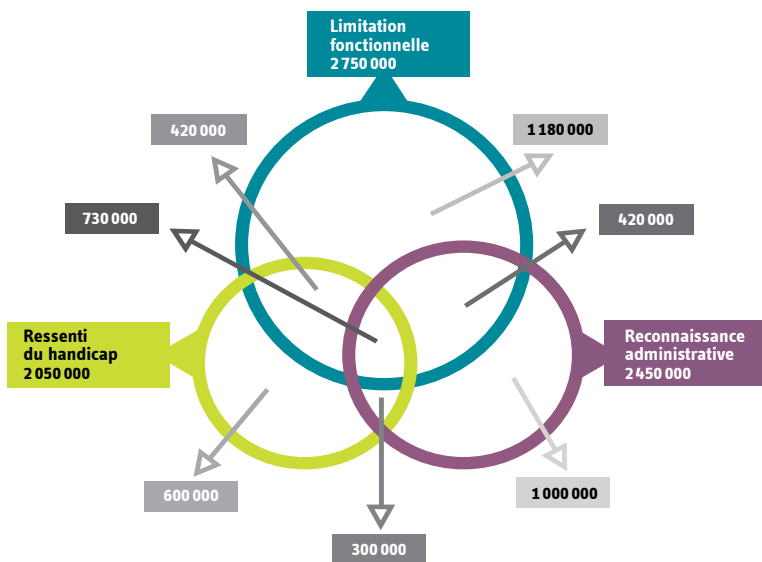 Limitation
fonctionnelle
2 750 000
420 000
1 180 000
730 000
420 000
Ressenti
du handicap
2 050 000
Reconnaissance
administrative
2 450 000
600 000
1 000 000
300 000